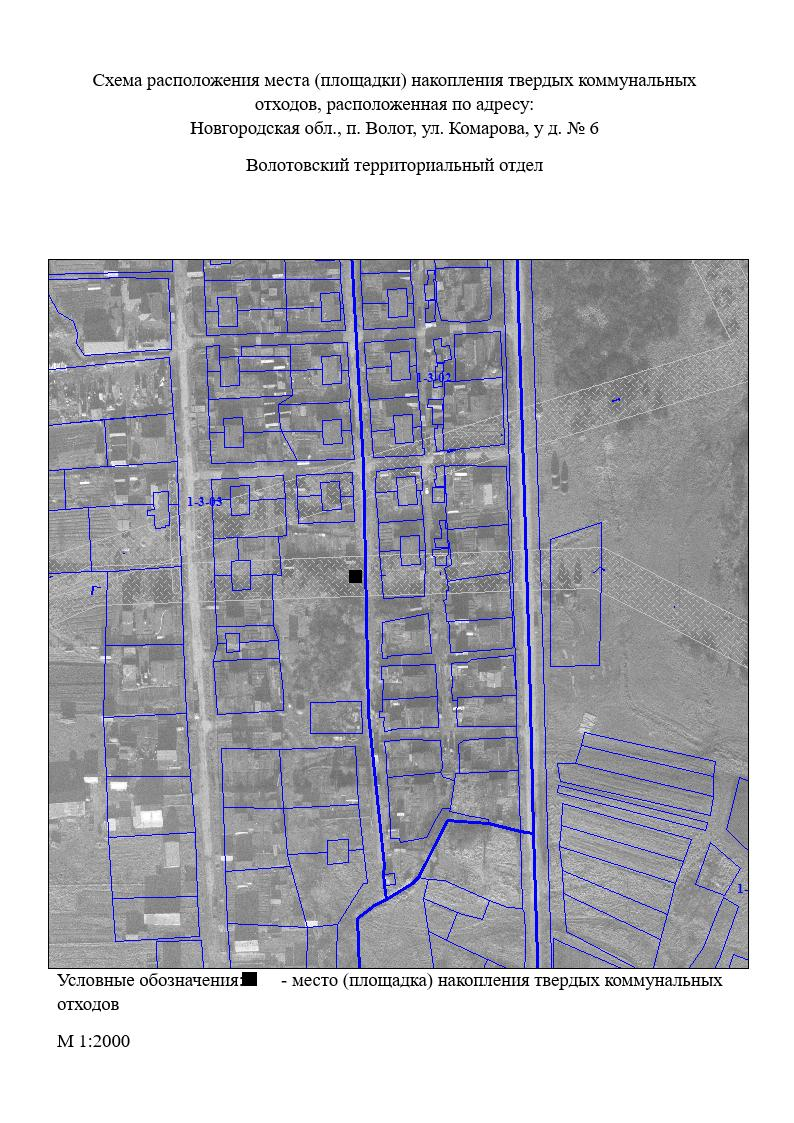 Схема расположения места (площадки) накопления твердых коммунальных
отходов, расположенная по адресу:
Новгородская обл., п. Волот, ул. Комарова, у д. № 6
Волотовский территориальный отдел
1-3-02
1-3-03
Г
1-
Условные обозначения: - место (площадка) накопления твердых коммунальных
отходов
М 1:2000